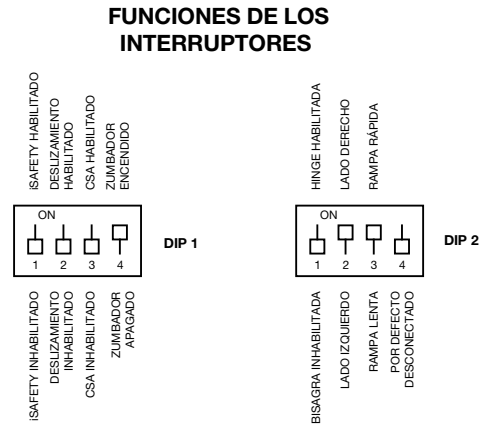 FUNCIONES DE LOS
INTERRUPTORES
iSAFETY HABILITADO
DESLIZAMIENTO
HABILITADO
CSA HABILITADO
ZUMBADOR
ENCENDIDO
ON
1 2 3 4
DIP 1
iSAFETY INHABILITADO
DESLIZAMIENTO
INHABILITADO
CSA INHABILITADO
ZUMBADOR
APAGADO
HINGE HABILITADA
LADO DERECHO
RAMPA RÁPIDA
ON
1 2 3 4
DIP 2
BISAGRA INHABILITADA
LADO IZQUIERDO
RAMPA LENTA
POR DEFECTO
DESCONECTADO